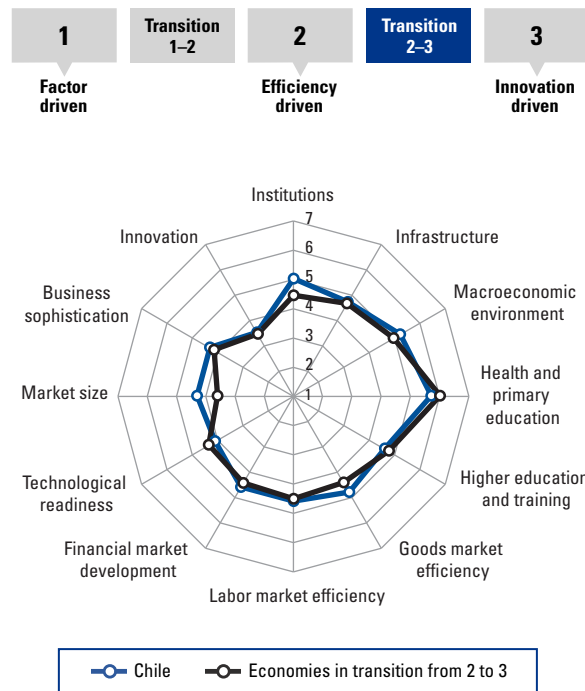 1
Transition
1–2
2
Transition
2–3
3
Factor
driven
Efficiency
driven
Innovation
driven
Institutions
7
Innovation
6
Infrastructure
5
Business
sophistication
4
Macroeconomic
environment
3
2
Market size
1
Health and
primary
education
Technological
readiness
Higher education
and training
Financial market
development
Goods market
efficiency
Labor market efficiency
Chile
Economies in transition from 2 to 3